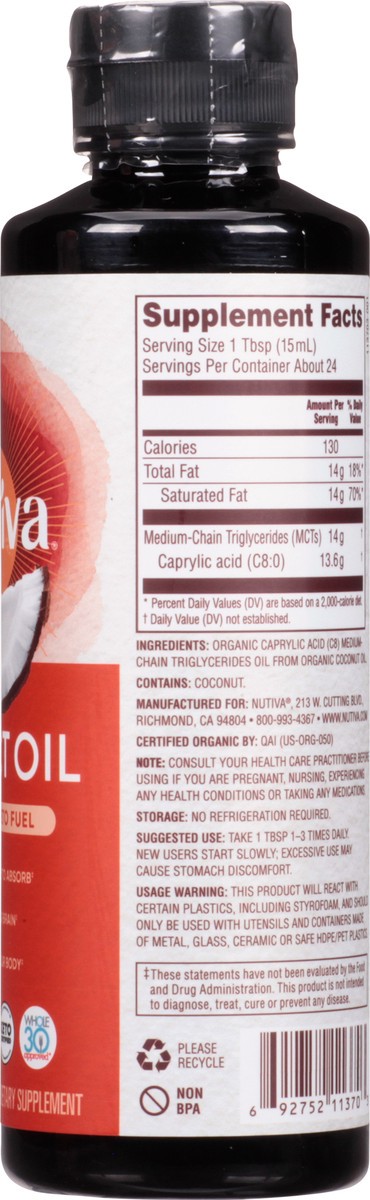 iva®
T OIL
TO FUEL
TO ABSORB‡
BODY‡
WHOLE
30
approved®
ETARY SUPPLEMENT
Supplement Facts
Serving Size 1 Tbsp (15mL)
Servings Per Container About 24
Amount Per % Daily
Serving Value
Calories 130
Total Fat 14g 18%*
Saturated Fat 14g 70%*
Medium-Chain Triglycerides (MCTs) 14g †
Caprylic acid (C8:0) 13.6g †
* Percent Daily Values (DV) are based on a 2,000-calorie diet.
† Daily Value (DV) not established.
INGREDIENTS: ORGANIC CAPRYLIC ACID (C8) MEDIUM-
CHAIN TRIGLYCERIDES OIL FROM ORGANIC COCONUT OIL.
CONTAINS: COCONUT.
MANUFACTURED FOR: NUTIVA®, 213 W. CUTTING BLVD,
RICHMOND, CA 94804 • 800-993-4367 • WWW.NUTIVA.COM
CERTIFIED ORGANIC BY: QAI (US-ORG-050)
NOTE: CONSULT YOUR HEALTH CARE PRACTITIONER BEFORE
USING IF YOU ARE PREGNANT, NURSING, EXPERIENCING
ANY HEALTH CONDITIONS OR TAKING ANY MEDICATIONS.
STORAGE: NO REFRIGERATION REQUIRED.
SUGGESTED USE: TAKE 1 TBSP 1–3 TIMES DAILY.
NEW USERS START SLOWLY; EXCESSIVE USE MAY
CAUSE STOMACH DISCOMFORT.
USAGE WARNING: THIS PRODUCT WILL REACT WITH
CERTAIN PLASTICS, INCLUDING STYROFOAM, AND SHOULD
ONLY BE USED WITH UTENSILS AND CONTAINERS MADE
OF METAL, GLASS, CERAMIC OR SAFE HDPE/PET PLASTICS.
‡These statements have not been evaluated by the Food
and Drug Administration. This product is not intended
to diagnose, treat, cure or prevent any disease.
PLEASE
RECYCLE
NON
BPA
6 92752 11370